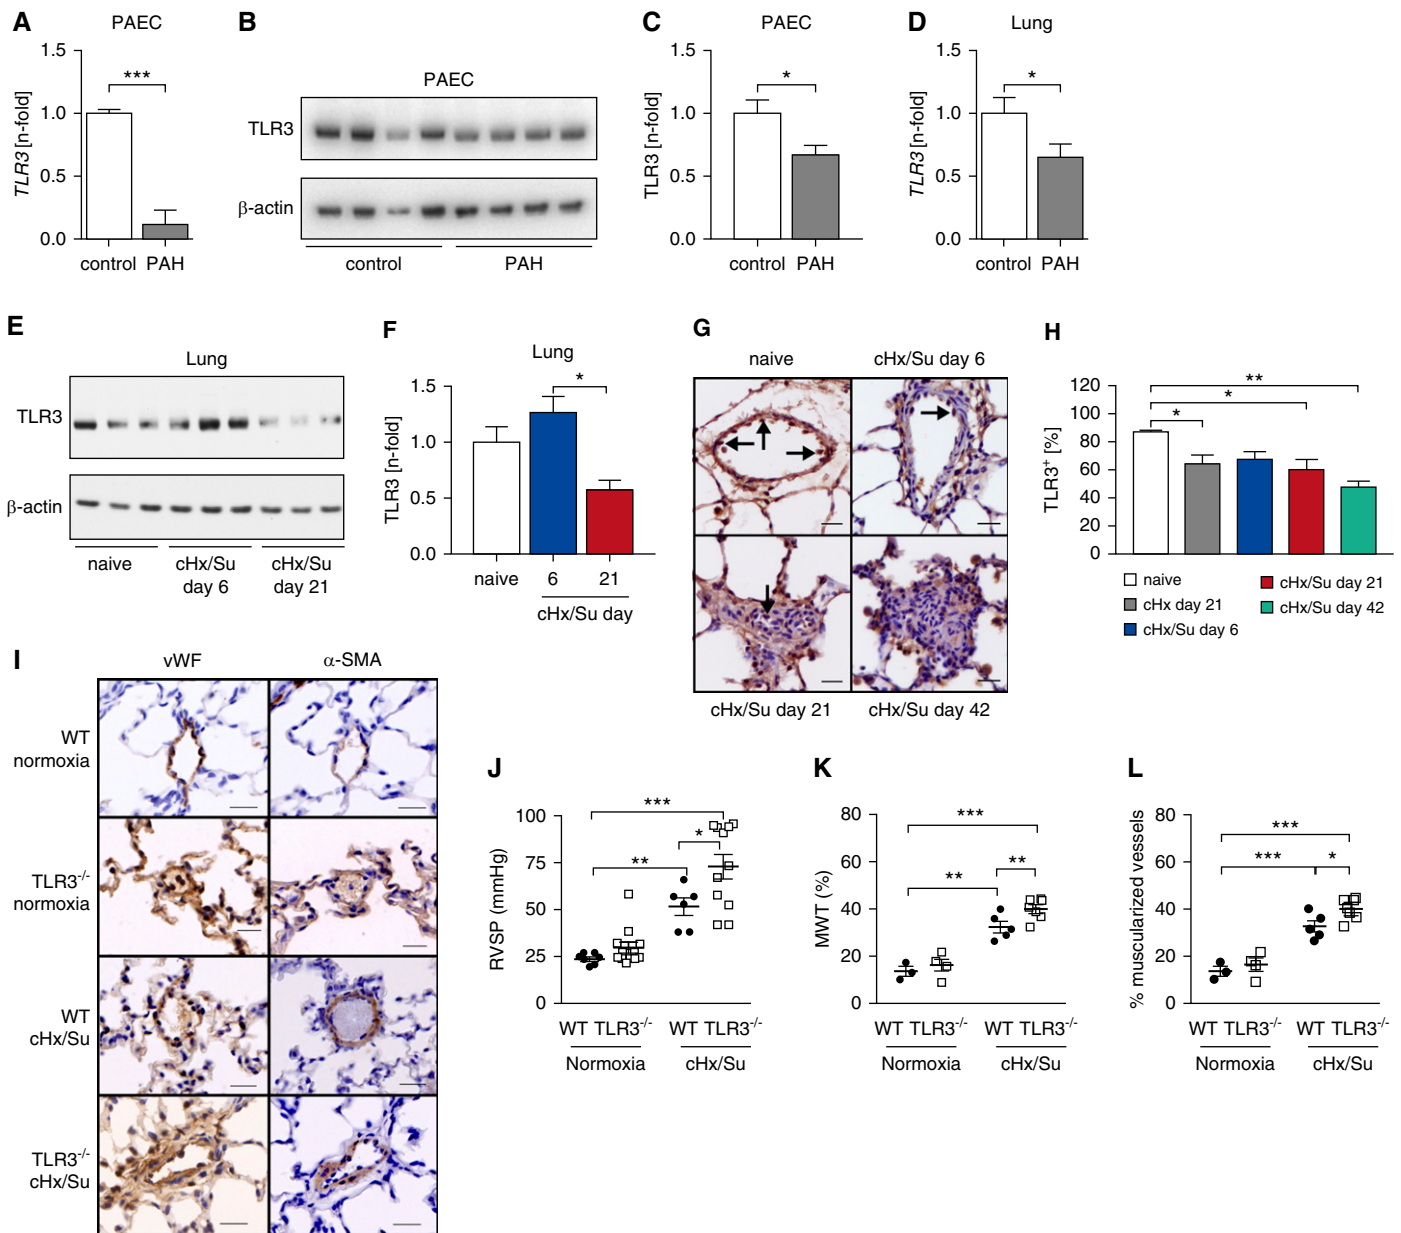 A
PAEC
1.5
1.0
0.5
0.0
TLR3 [n-fold]
***
control PAH
B
PAEC
TLR3
β-actin
control
PAH
C
PAEC
1.5
1.0
0.5
0.0
TLR3 [n-fold]
*
control PAH
D
Lung
1.5
1.0
0.5
0.0
TLR3 [n-fold]
*
control PAH
E
Lung
TLR3
β-actin
naive
cHx/Su
day 6
cHx/Su
day 21
F
Lung
1.5
1.0
0.5
0.0
TLR3 [n-fold]
*
naive
6
21
cHx/Su day
G
naive
cHx/Su day 6
cHx/Su day 21
cHx/Su day 42
H
120
100
80
60
40
20
0
TLR3⁺ [%]
**
*
*
naive
cHx day 21
cHx/Su day 6
cHx/Su day 21
cHx/Su day 42
I
vWF
α-SMA
WT
normoxia
TLR3⁻/⁻
normoxia
WT
cHx/Su
TLR3⁻/⁻
cHx/Su
J
100
75
50
25
0
RVSP (mmHg)
***
*
**
WT TLR3⁻/⁻
WT TLR3⁻/⁻
Normoxia
cHx/Su
K
80
60
40
20
0
MWT (%)
***
**
**
WT TLR3⁻/⁻
WT TLR3⁻/⁻
Normoxia
cHx/Su
L
80
60
40
20
0
% muscularized vessels
***
***
*
WT TLR3⁻/⁻
WT TLR3⁻/⁻
Normoxia
cHx/Su